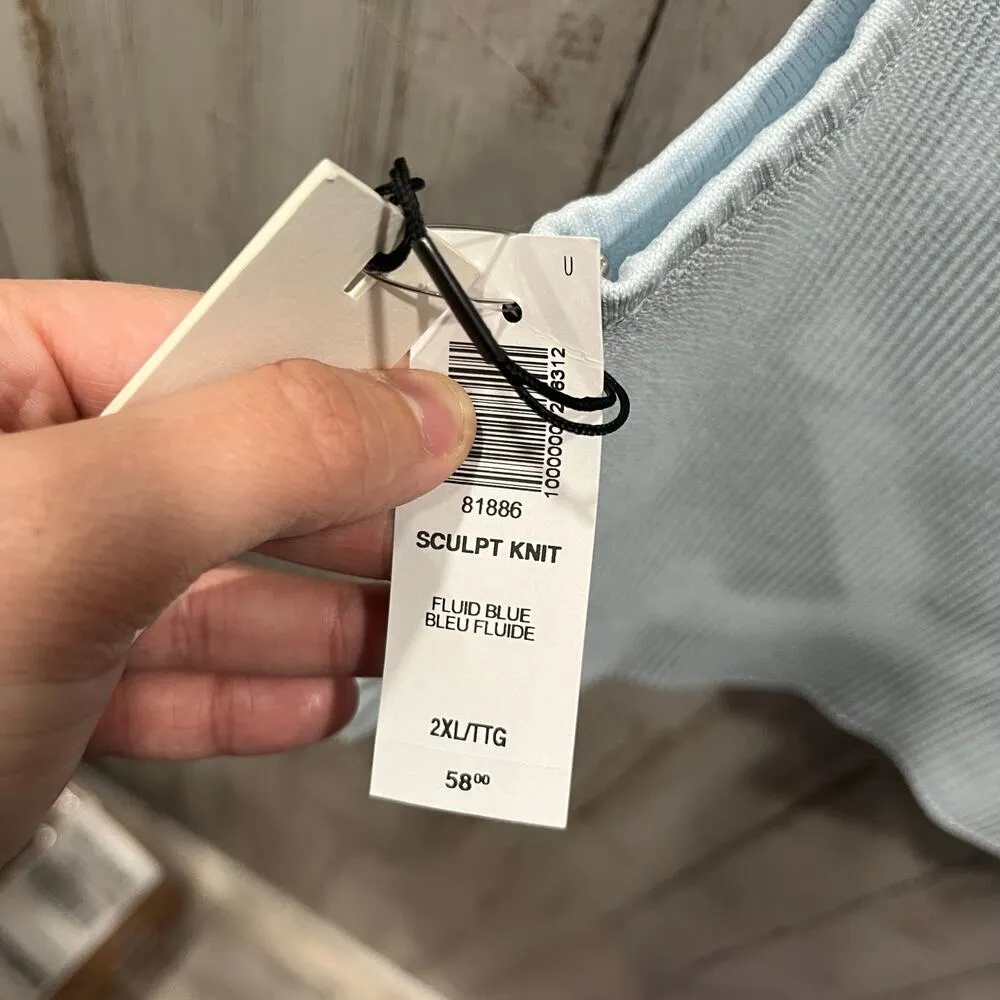 U
81886
SCULPT KNIT
FLUID BLUE
BLEU FLUIDE
2XL/TTG
58⁰⁰